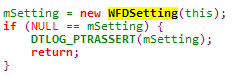 mSetting = new WFDSetting(this);
if (NULL == mSetting) {
    DTLOG_PTRASSERT(mSetting);
    return;
}